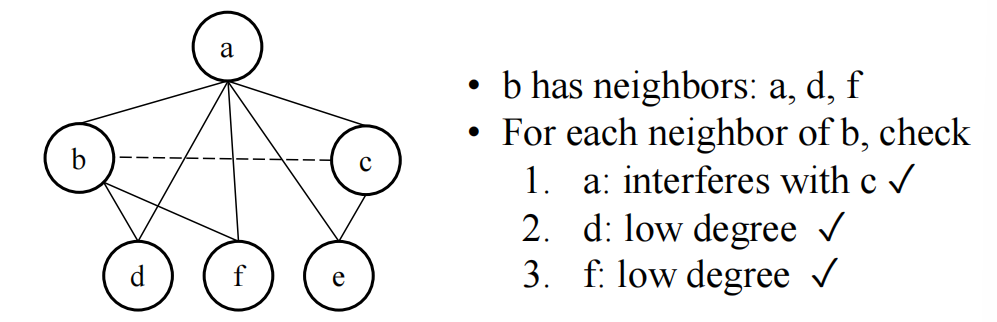 a
b
c
d
f
e
• b has neighbors: a, d, f
• For each neighbor of b, check
1. a: interferes with c ✓
2. d: low degree ✓
3. f: low degree ✓